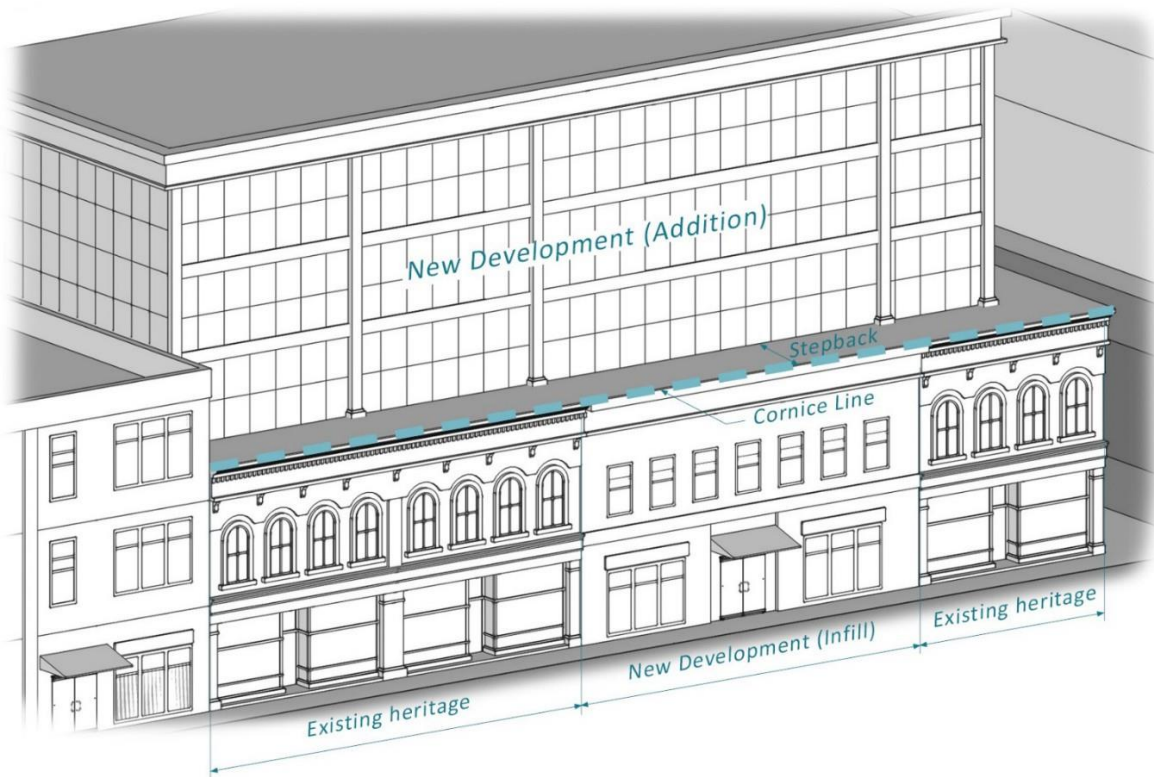 New Development (Addition)
Stepback
Cornice Line
Existing heritage
New Development (Infill)
Existing heritage